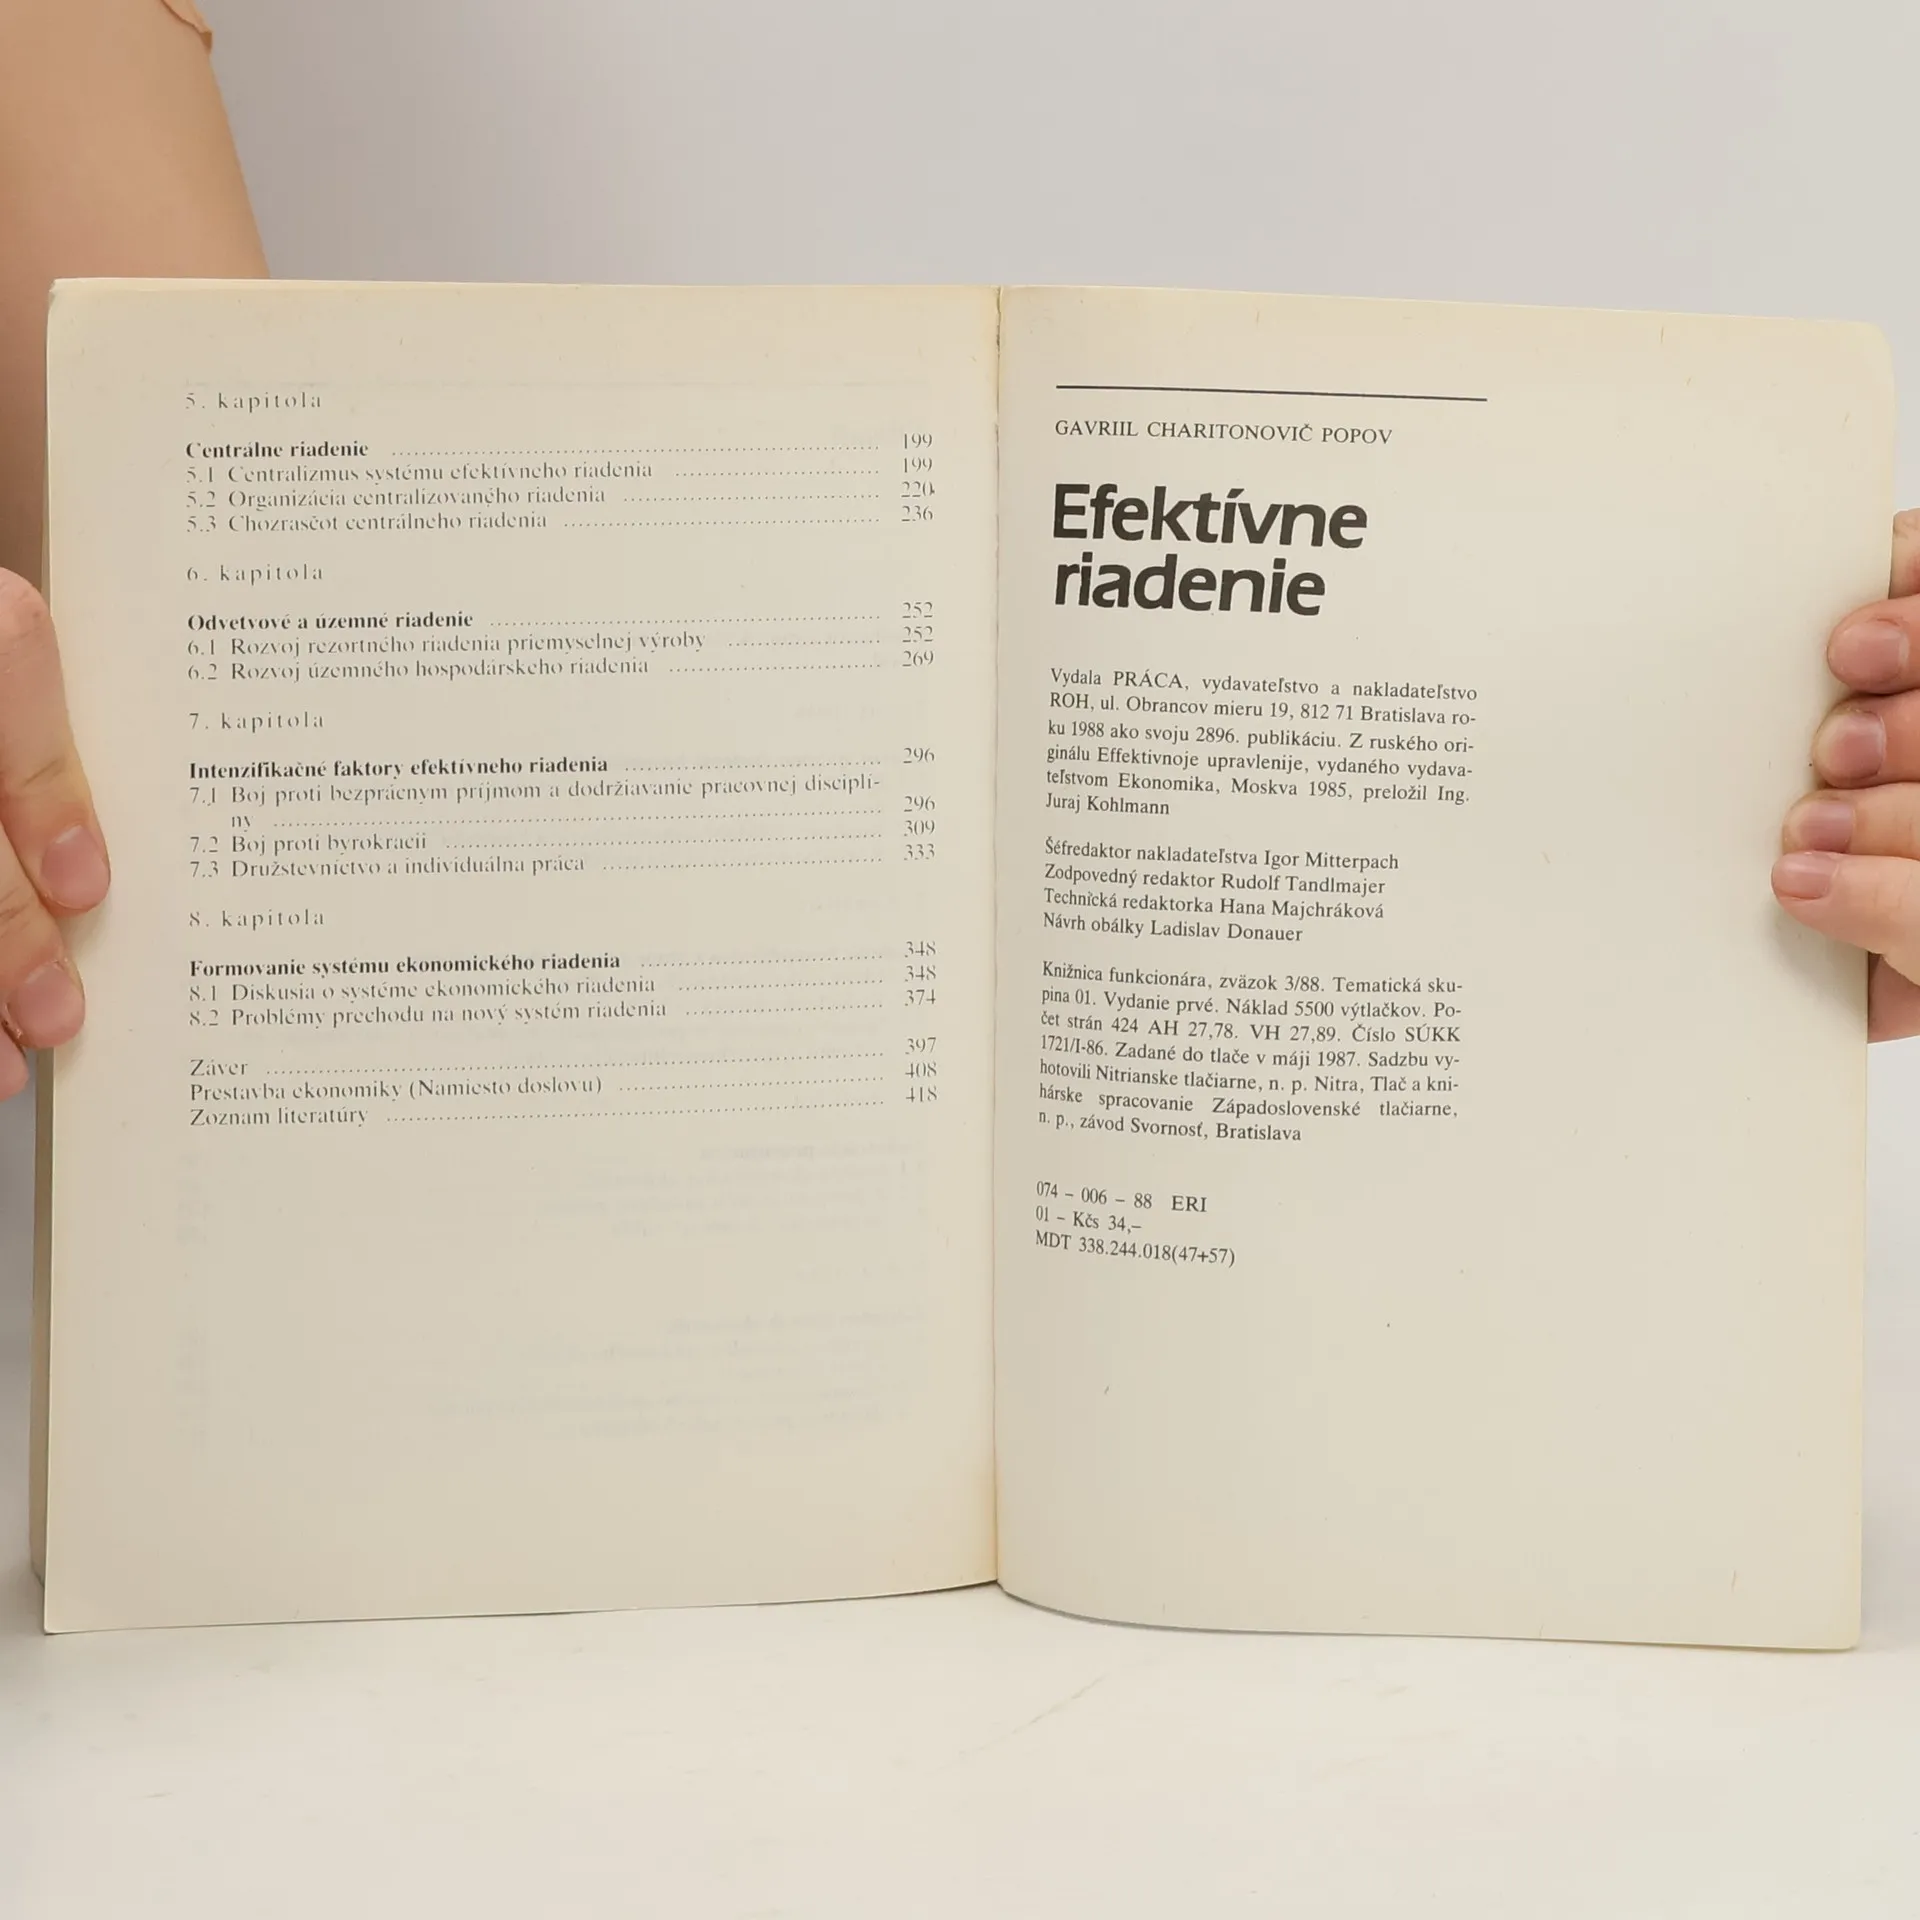 5. kapitola
Centrálne riadenie ........ 199
5.1 Centralizmus systému efektívneho riadenia ........ 199
5.2 Organizácia centralizovaného riadenia ........ 220
5.3 Chozrasčot centrálneho riadenia ........ 236
6. kapitola
Odvetvové a územné riadenie ........ 252
6.1 Rozvoj rezortného riadenia priemyselnej výroby ........ 252
6.2 Rozvoj územného hospodárskeho riadenia ........ 269
7. kapitola
Intenzifikačné faktory efektívneho riadenia ........ 296
7.1 Boj proti bezprácnym príjmom a dodržiavanie pracovnej disciplí-
ny ........ 296
7.2 Boj proti byrokracii ........ 309
7.3 Družstevníctvo a individuálna práca ........ 333
8. kapitola
Formovanie systému ekonomického riadenia ........ 348
8.1 Diskusia o systéme ekonomického riadenia ........ 348
8.2 Problémy prechodu na nový systém riadenia ........ 374
Záver ........ 397
Prestavba ekonomiky (Namiesto doslovu) ........ 408
Zoznam literatúry ........ 418
GAVRIIL CHARITONOVIČ POPOV
Efektívne
riadenie
Vydala PRÁCA, vydavateľstvo a nakladateľstvo
ROH, ul. Obrancov mieru 19, 812 71 Bratislava ro-
ku 1988 ako svoju 2896. publikáciu. Z ruského ori-
ginálu Effektivnoje upravlenije, vydaného vydava-
teľstvom Ekonomika, Moskva 1985, preložil Ing.
Juraj Kohlmann
Šéfredaktor nakladateľstva Igor Mitterpach
Zodpovedný redaktor Rudolf Tandlmajer
Technická redaktorka Hana Majchráková
Návrh obálky Ladislav Donauer
Knižnica funkcionára, zväzok 3/88. Tematická sku-
pina 01. Vydanie prvé. Náklad 5500 výtlačkov. Po-
čet strán 424 AH 27,78. VH 27,89. Číslo SÚKK
1721/I-86. Zadané do tlače v máji 1987. Sadzbu vy-
hotovili Nitrianske tlačiarne, n. p. Nitra, Tlač a kni-
hárske spracovanie Západoslovenské tlačiarne,
n. p., závod Svornosť, Bratislava
074 – 006 – 88 ERI
01 – Kčs 34,–
MDT 338.244.018(47+57)